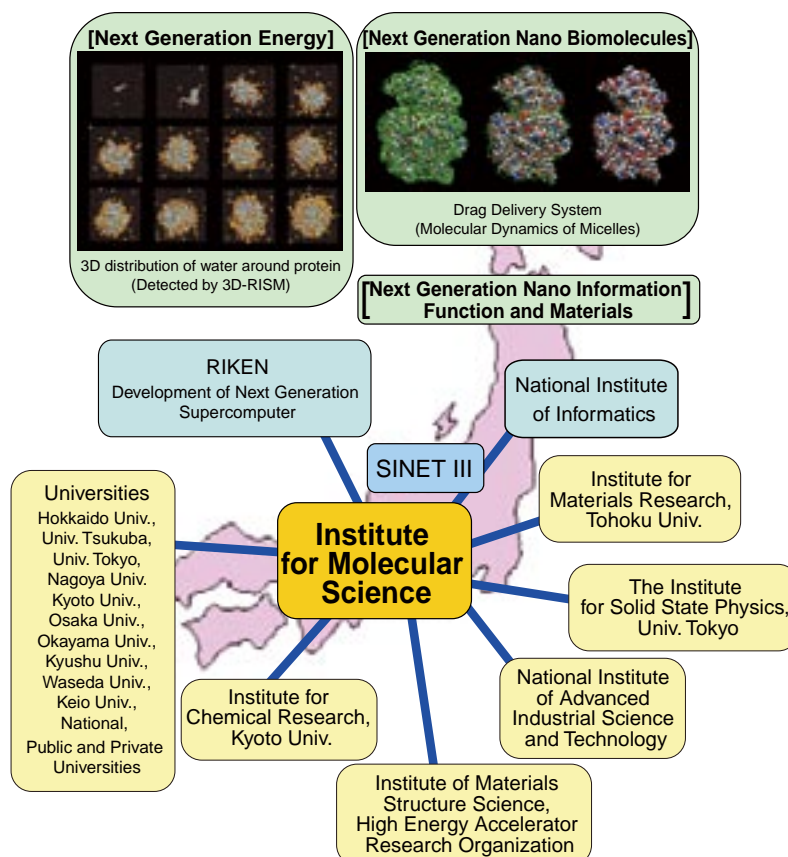 [Next Generation Energy]
3D distribution of water around protein
(Detected by 3D-RISM)
[Next Generation Nano Biomolecules]
Drag Delivery System
(Molecular Dynamics of Micelles)
[Next Generation Nano Information
Function and Materials]
RIKEN
Development of Next Generation
Supercomputer
National Institute
of Informatics
SINET III
Institute for
Materials Research,
Tohoku Univ.
Universities
Hokkaido Univ.,
Univ. Tsukuba,
Univ. Tokyo,
Nagoya Univ.
Kyoto Univ.,
Osaka Univ.,
Okayama Univ.,
Kyushu Univ.,
Waseda Univ.,
Keio Univ.,
National,
Public and Private
Universities
Institute
for Molecular
Science
The Institute
for Solid State Physics,
Univ. Tokyo
Institute for
Chemical Research,
Kyoto Univ.
National Institute
of Advanced
Industrial Science
and Technology
Institute of Materials
Structure Science,
High Energy Accelerator
Research Organization